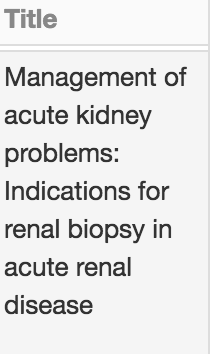 Title
Management of
acute kidney
problems:
Indications for
renal biopsy in
acute renal
disease